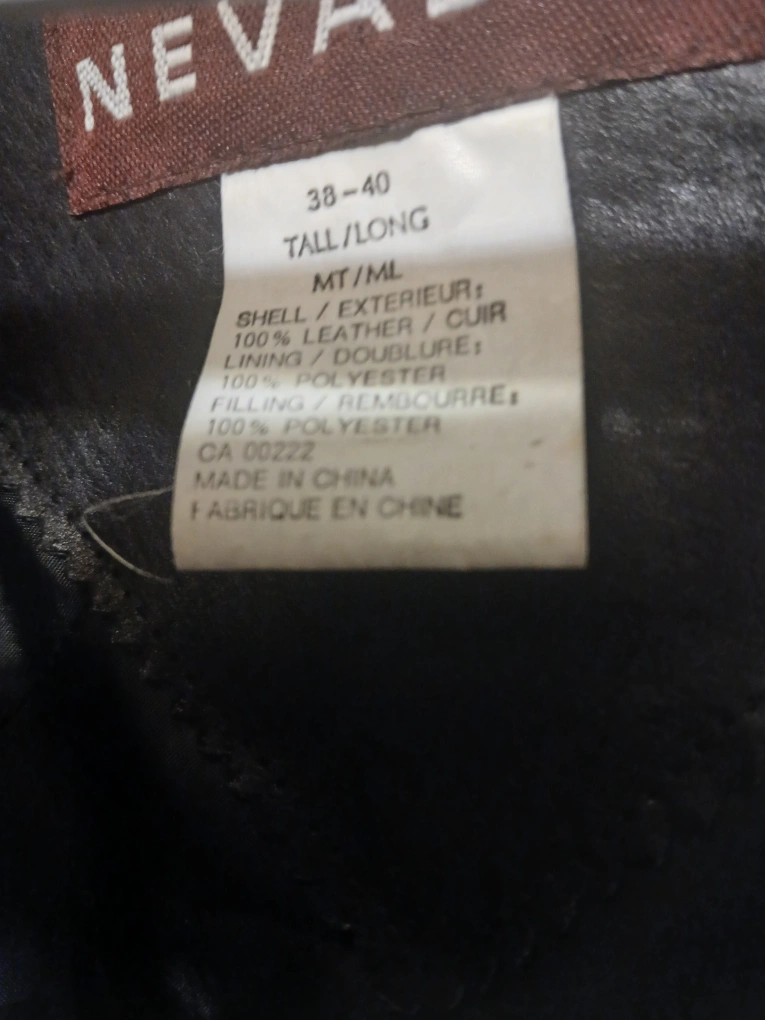 NEVA
38-40
TALL/LONG
MT/ML
SHELL / EXTERIEUR:
100% LEATHER / CUIR
LINING / DOUBLURE:
100% POLYESTER
FILLING / REMBOURRE:
100% POLYESTER
CA 00222
MADE IN CHINA
FABRIQUE EN CHINE